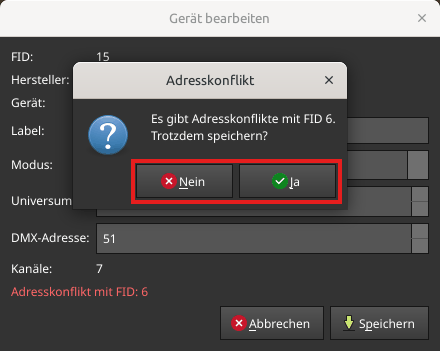 Gerät bearbeiten
FID: 15
Hersteller:
Adresskonflikt
Gerät:
Es gibt Adresskonflikte mit FID 6.
Trotzdem speichern?
Label:
Modus:
Nein Ja
Universum
DMX-Adresse: 51
Kanäle: 7
Adresskonflikt mit FID: 6
Abbrechen Speichern